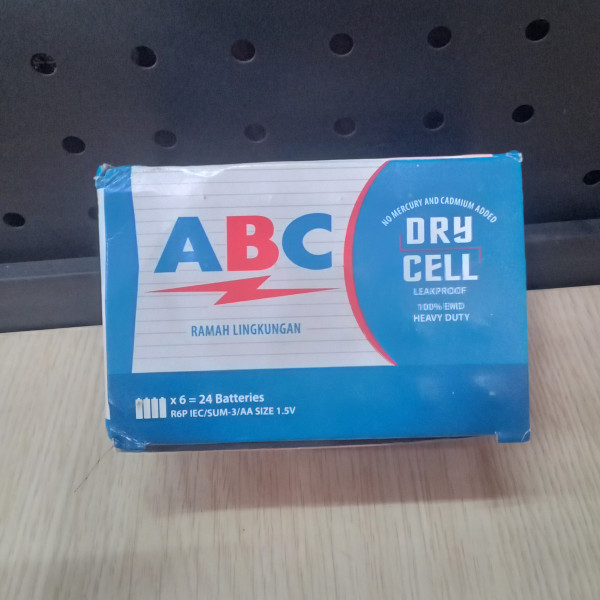 ABC
RAMAH LINGKUNGAN
NO MERCURY AND CADMIUM ADDED
DRY
CELL
LEAKPROOF
100% EMD
HEAVY DUTY
x 6 = 24 Batteries
R6P IEC/SUM-3/AA SIZE 1.5V